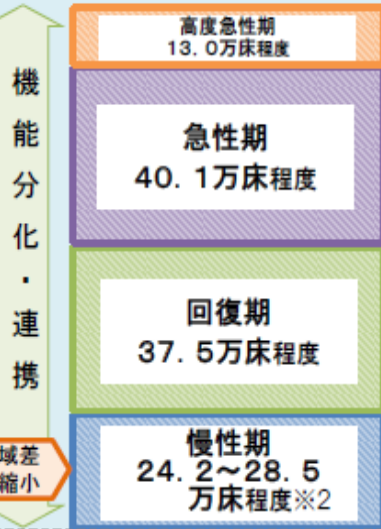 機能分化・連携
高度急性期
13.0万床程度
急性期
40.1万床程度
回復期
37.5万床程度
域差
縮小
慢性期
24.2～28.5
万床程度※2